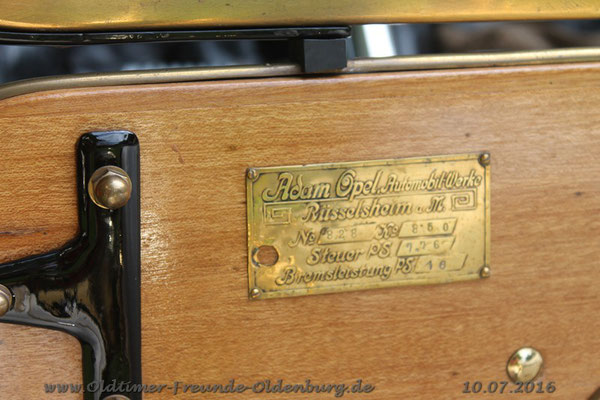 Adam Opel Automobil-Werke
Rüsselsheim a. M.
No 828 Kg 850
Steuer PS
Bremsleistung PS 16
www.Oldtimer-Freunde-Oldenburg.de 10.07.2016